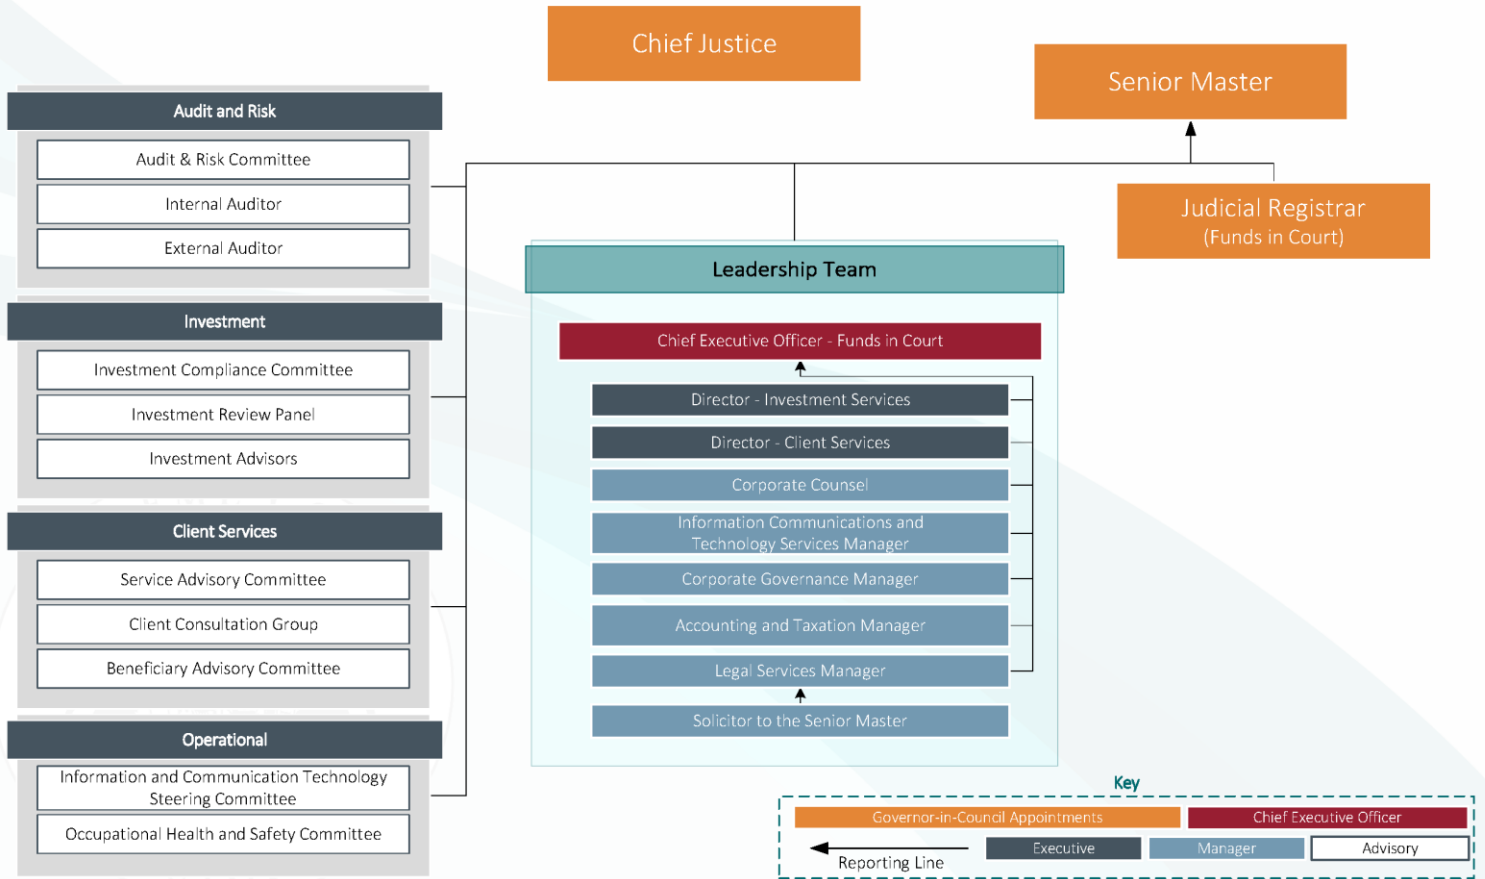 Chief Justice
Senior Master
Judicial Registrar
(Funds in Court)
Audit and Risk
Audit & Risk Committee
Internal Auditor
External Auditor
Investment
Investment Compliance Committee
Investment Review Panel
Investment Advisors
Client Services
Service Advisory Committee
Client Consultation Group
Beneficiary Advisory Committee
Operational
Information and Communication Technology
Steering Committee
Occupational Health and Safety Committee
Leadership Team
Chief Executive Officer - Funds in Court
Director - Investment Services
Director - Client Services
Corporate Counsel
Information Communications and
Technology Services Manager
Corporate Governance Manager
Accounting and Taxation Manager
Legal Services Manager
Solicitor to the Senior Master
Key
Governor-in-Council Appointments
Chief Executive Officer
Reporting Line
Executive
Manager
Advisory